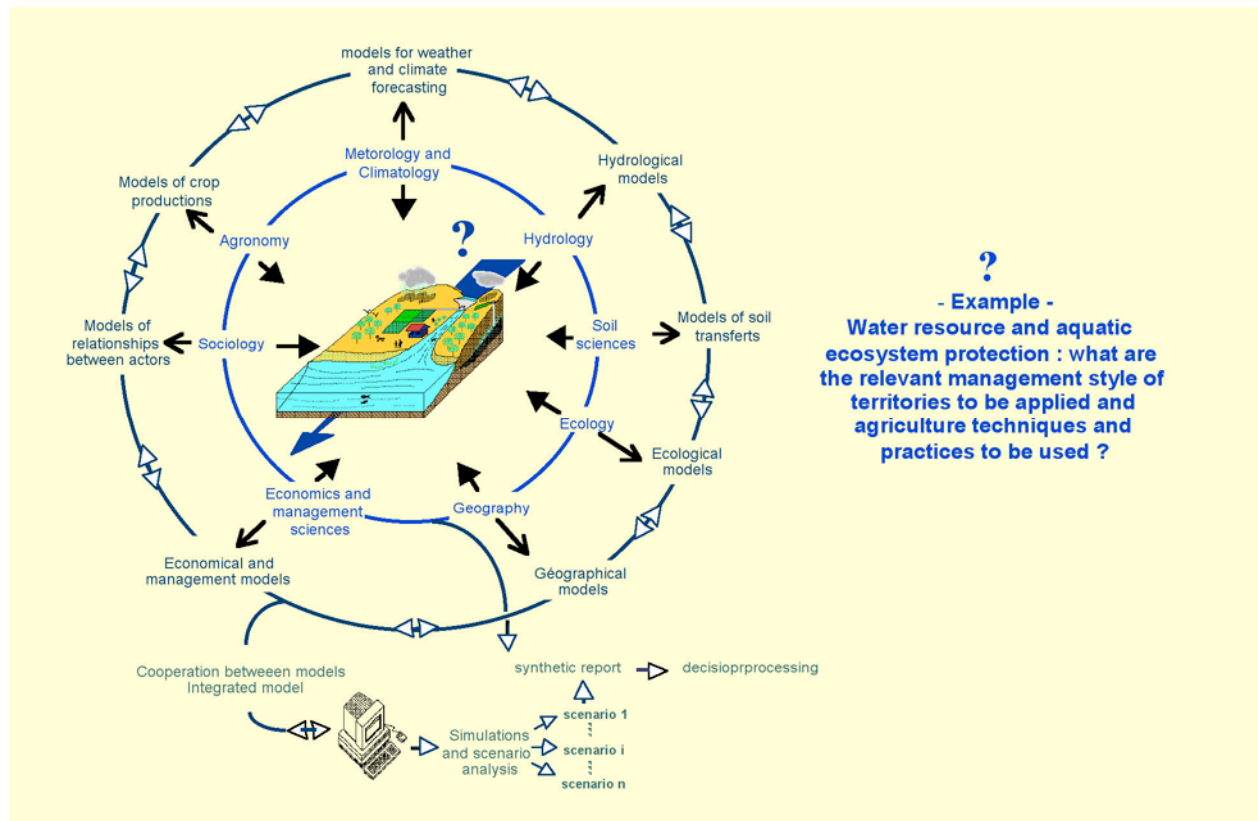 models for weather
and climate
forecasting
Metorology and
Climatology
Hydrological
models
Models of crop
productions
Agronomy
?
Hydrology
Models of
relationships
between actors
Sociology
Soil
sciences
Models of soil
transferts
Ecology
Ecological
models
Economics and
management
sciences
Geography
Economical and
management models
Géographical
models
?
- Example -
Water resource and aquatic
ecosystem protection : what are
the relevant management style of
territories to be applied and
agriculture techniques and
practices to be used ?
Cooperation betweeen models
Integrated model
synthetic report
decisioprprocessing
Simulations
and scenario
analysis
scenario 1
scenario i
scenario n